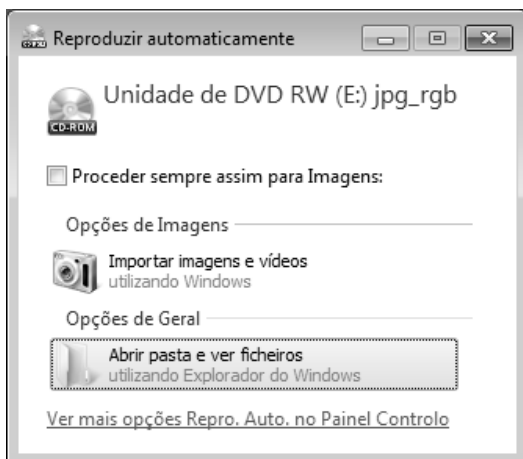 Reproduzir automaticamente
Unidade de DVD RW (E:) jpg_rgb
CD-ROM
Proceder sempre assim para Imagens:
Opções de Imagens
Importar imagens e vídeos
utilizando Windows
Opções de Geral
Abrir pasta e ver ficheiros
utilizando Explorador do Windows
Ver mais opções Repro. Auto. no Painel Controlo